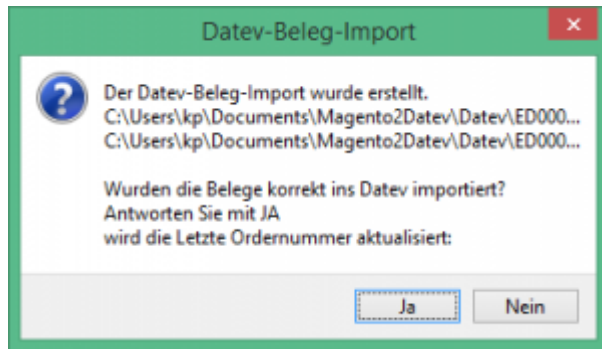 Datev-Beleg-Import
Der Datev-Beleg-Import wurde erstellt.
C:\Users\kp\Documents\Magento2Datev\Datev\ED000...
C:\Users\kp\Documents\Magento2Datev\Datev\ED000...
Wurden die Belege korrekt ins Datev importiert?
Antworten Sie mit JA
wird die Letzte Ordernummer aktualisiert:
Ja Nein